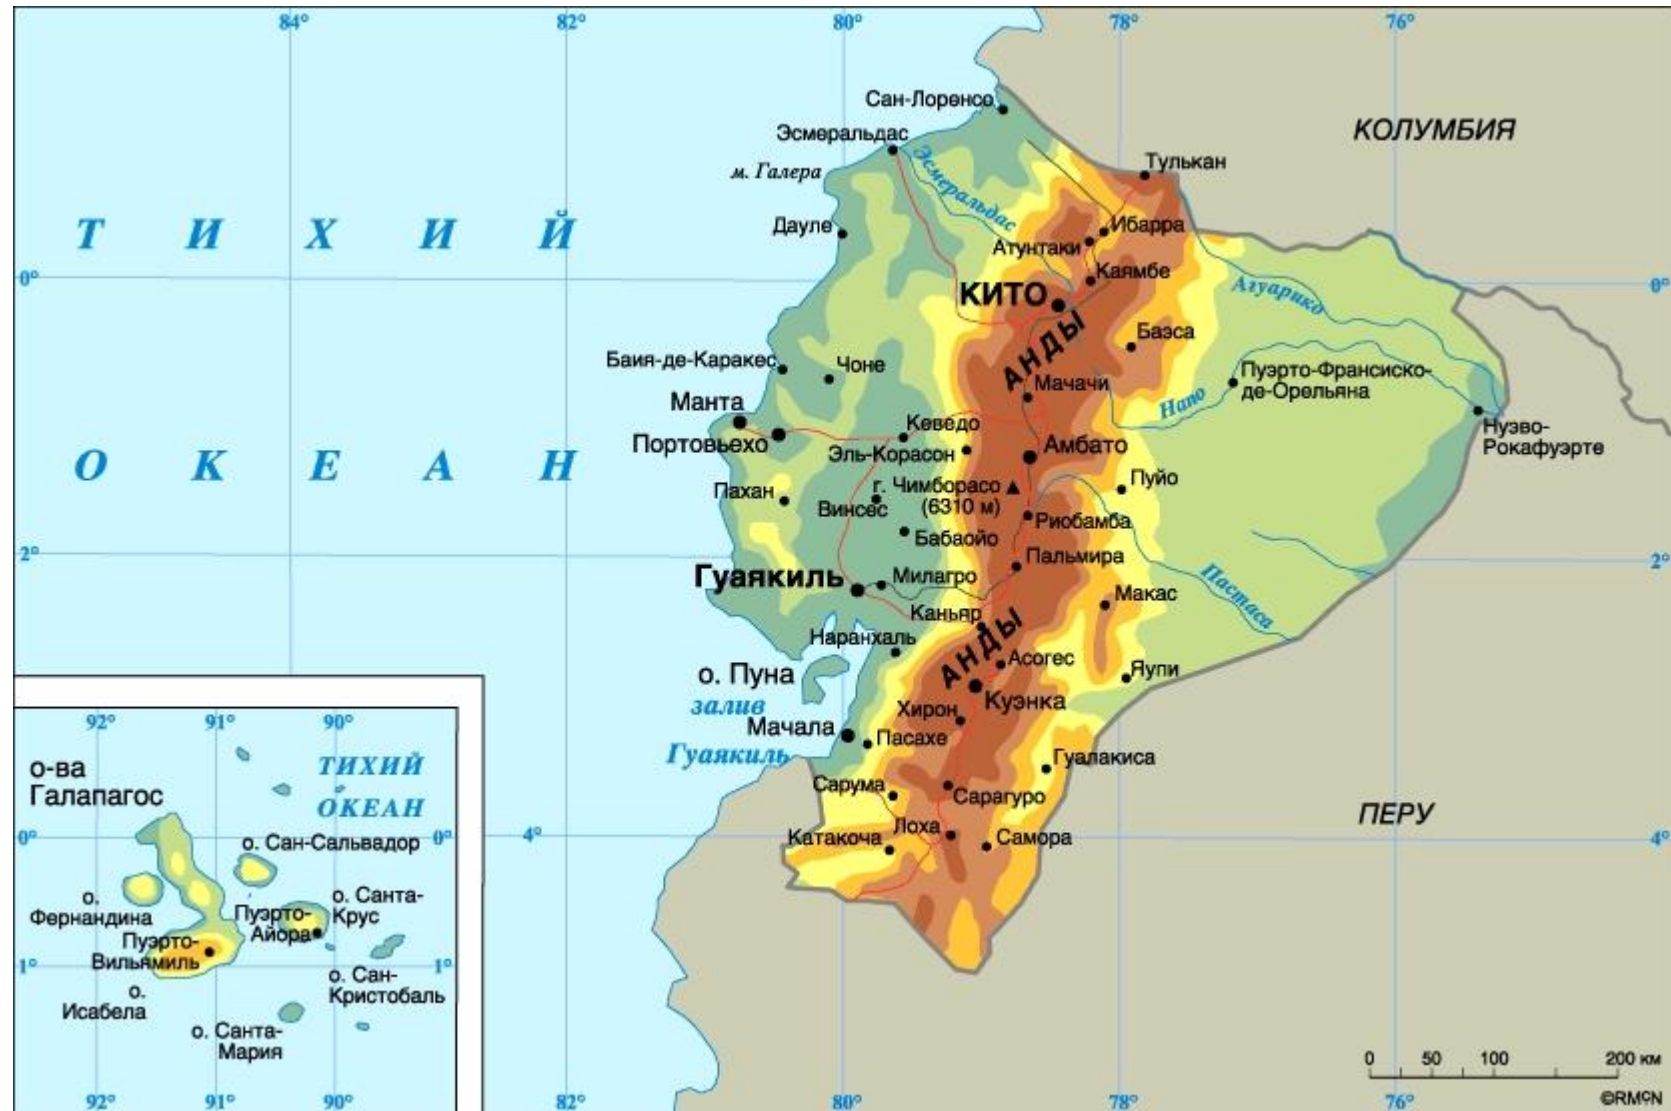 84°
82°
80°
78°
76°
Сан-Лоренсо
КОЛУМБИЯ
Эсмеральдас
Эсмеральдас
Тулькан
м. Галера
Т И Х И Й
Дауле
Ибарра
Атунтаки
Каямбе
0°
0°
КИТО
Агуарико
АНДЫ
Баэса
Баия-де-Каракес
Чоне
Пуэрто-Франсиско-
де-Орельяна
Мачачи
Манта
Напо
Кеведо
Нуэво-
Рокафуэрте
Портовьехо
Эль-Корасон
Амбато
О К Е А Н
Пахан
г. Чимборасо
(6310 м)
Пуйо
Винсес
Риобамба
Бабаойо
2°
2°
Пальмира
Гуаякиль
Милагро
Пастаса
Макас
Каньяр
Наранхаль
АНДЫ
Асогес
о. Пуна
Яупи
залив
Гуаякиль
Куэнка
Хирон
Мачала
Пасахе
Гуалакиса
Сарума
Сарагуро
ПЕРУ
4°
4°
Катакоча
Лоха
Самора
92°
91°
90°
о-ва
Галапагос
ТИХИЙ
ОКЕАН
0°
0°
о. Сан-Сальвадор
о.
Фернандина
о. Санта-
Крус
Пуэрто-
Айора
Пуэрто-
Вильямиль
1°
1°
о. Сан-
Кристобаль
о.
Исабела
о. Санта-
Мария
92°
91°
90°
82°
80°
78°
76°
0 50 100 200 км
©RMCN